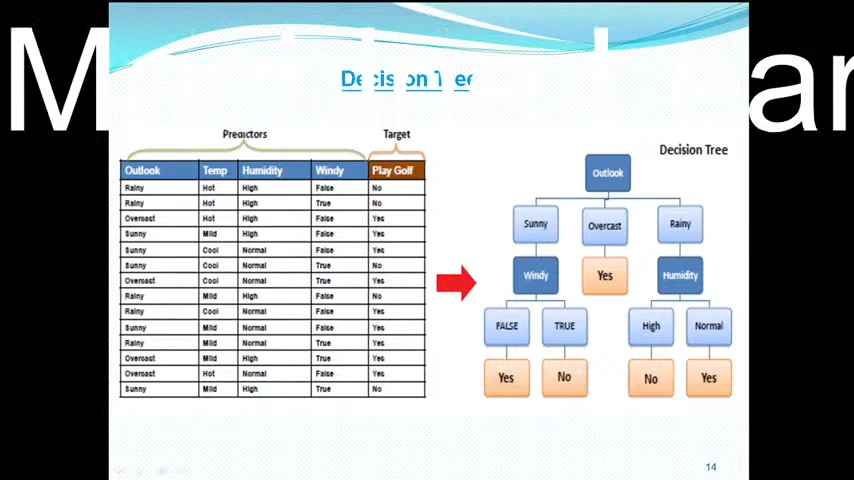 Decision Tree
Predictors
Target
Outlook Temp Humidity Windy Play Golf
Rainy Hot High False No
Rainy Hot High True No
Overcast Hot High False Yes
Sunny Mild High False Yes
Sunny Cool Normal False Yes
Sunny Cool Normal True No
Overcast Cool Normal True Yes
Rainy Mild High False No
Rainy Cool Normal False Yes
Sunny Mild Normal False Yes
Rainy Mild Normal True Yes
Overcast Mild High True Yes
Overcast Hot Normal False Yes
Sunny Mild High True No
Decision Tree
Outlook
Sunny Overcast Rainy
Windy Yes Humidity
FALSE TRUE High Normal
Yes No No Yes
14